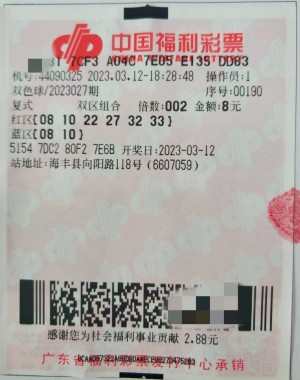 中国福利彩票
7CF3 A04C 7E05 E135 DD83
机号:44090325 2023.03.12-18:28:48 操作员:1
双色球/2023027期 序号:00190
复式 双区组合 倍数:002 金额:8元
红区[08 10 22 27 32 33]
蓝区[08 10]
5154 7DC2 80F2 7E6B 开奖日:2023-03-12
站地址:海丰县向阳路118号(6607059)
感谢您为社会福利事业贡献 2.88元
广东省福利彩票发行中心承销